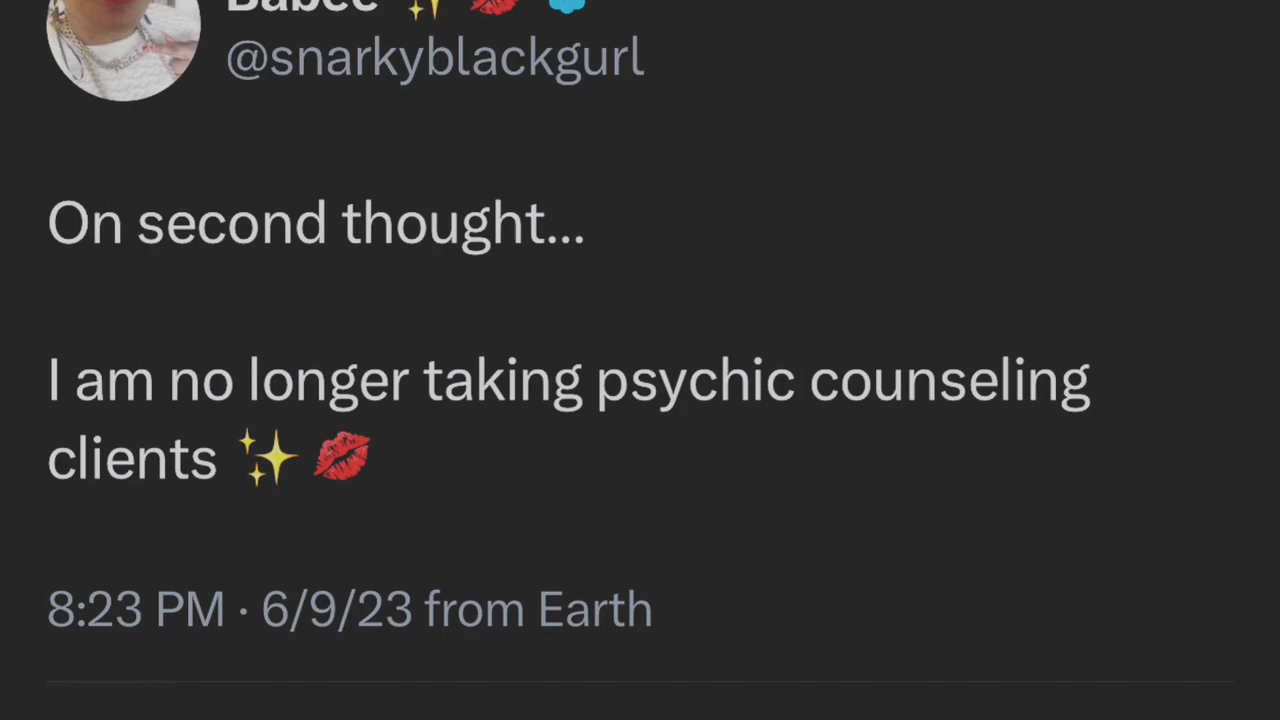 Babee ✨ 💋
@snarkyblackgurl
On second thought...
I am no longer taking psychic counseling
clients ✨ 💋
8:23 PM · 6/9/23 from Earth